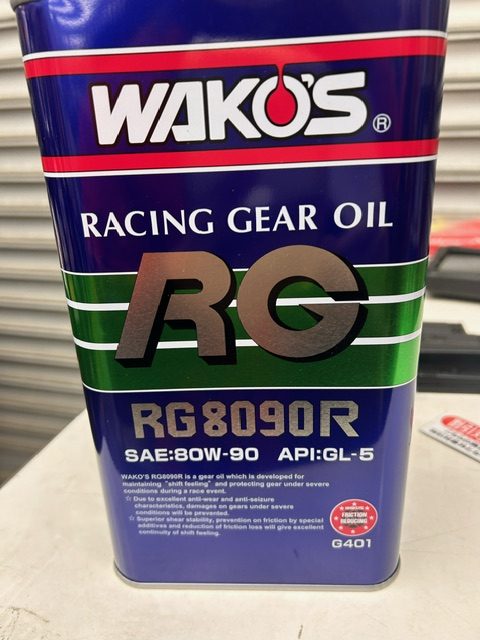 WAKO'S®
RACING GEAR OIL
RG
RG8090R
SAE:80W-90 API:GL-5
WAKO'S RG8090R is a gear oil which is developed for
maintaining "shift feeling" and protecting gear under severe
conditions during a race event.
☆ Due to excellent anti-wear and anti-seizure
characteristics, damages on gears under severe
conditions will be prevented.
☆ Superior shear stability, prevention on friction by special
additives and reduction of friction loss will give excellent
continuity of shift feeling.
WAKO'S
FRICTION
REDUCING
G401